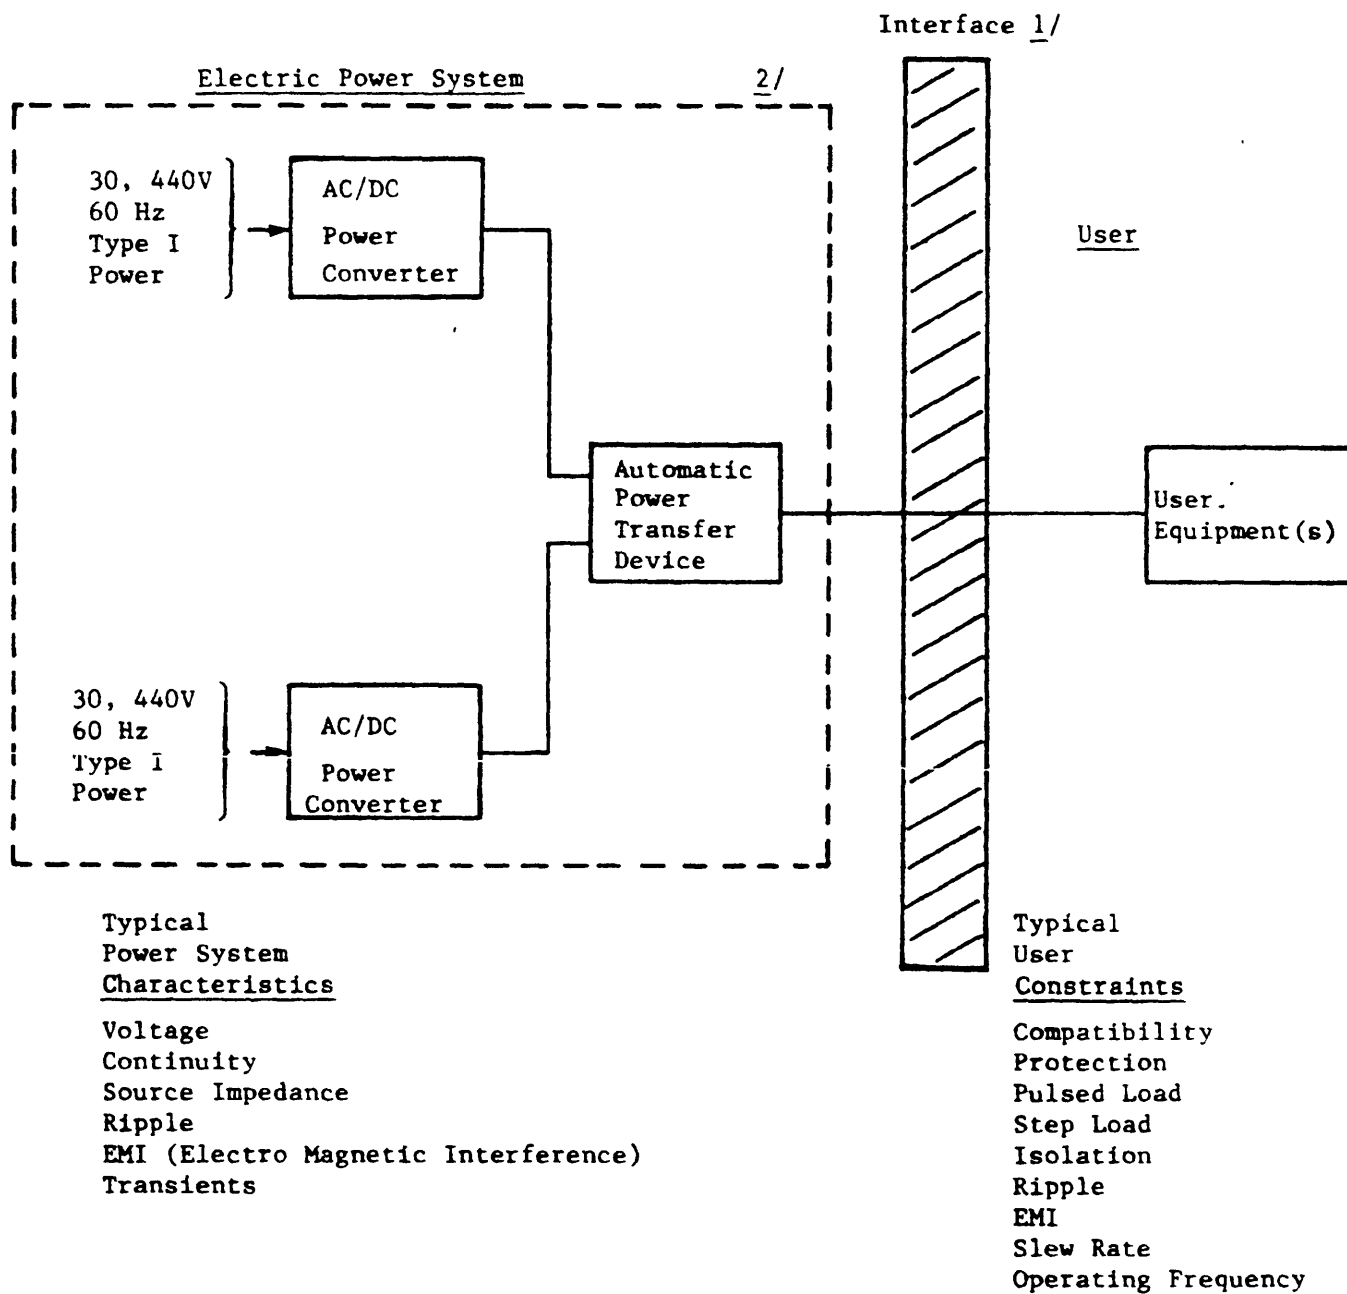 Interface 1/
Electric Power System 2/
30, 440V
60 Hz
Type I
Power
AC/DC
Power
Converter
User
Automatic
Power
Transfer
Device
User.
Equipment(s)
30, 440V
60 Hz
Type I
Power
AC/DC
Power
Converter
Typical
Power System
Characteristics
Voltage
Continuity
Source Impedance
Ripple
EMI (Electro Magnetic Interference)
Transients
Typical
User
Constraints
Compatibility
Protection
Pulsed Load
Step Load
Isolation
Ripple
EMI
Slew Rate
Operating Frequency